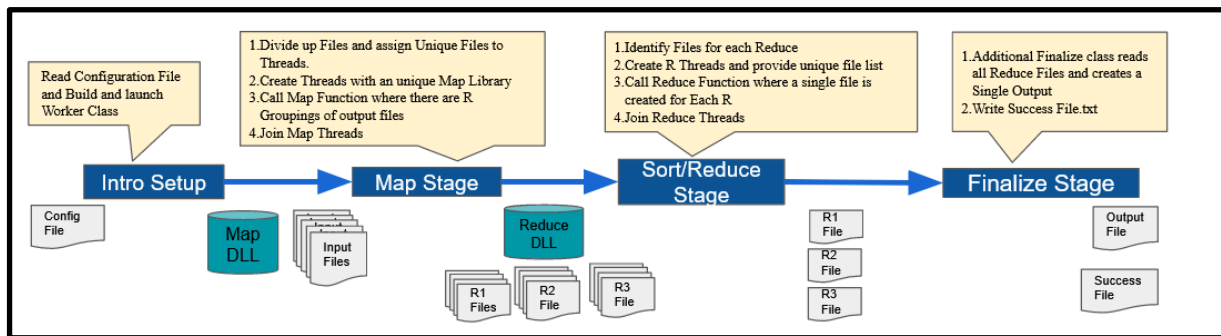 Read Configuration File
and Build and launch
Worker Class
1.Divide up Files and assign Unique Files to
Threads.
2.Create Threads with an unique Map Library
3.Call Map Function where there are R
Groupings of output files
4.Join Map Threads
1.Identify Files for each Reduce
2.Create R Threads and provide unique file list
3.Call Reduce Function where a single file is
created for Each R
4.Join Reduce Threads
1.Additional Finalize class reads
all Reduce Files and creates a
Single Output
2.Write Success File.txt
Intro Setup
Map Stage
Sort/Reduce
Stage
Finalize Stage
Config
File
Map
DLL
Input
Input
Files
Reduce
DLL
R1
Files
R2
File
R3
File
R1
File
R2
File
R3
File
Output
File
Success
File